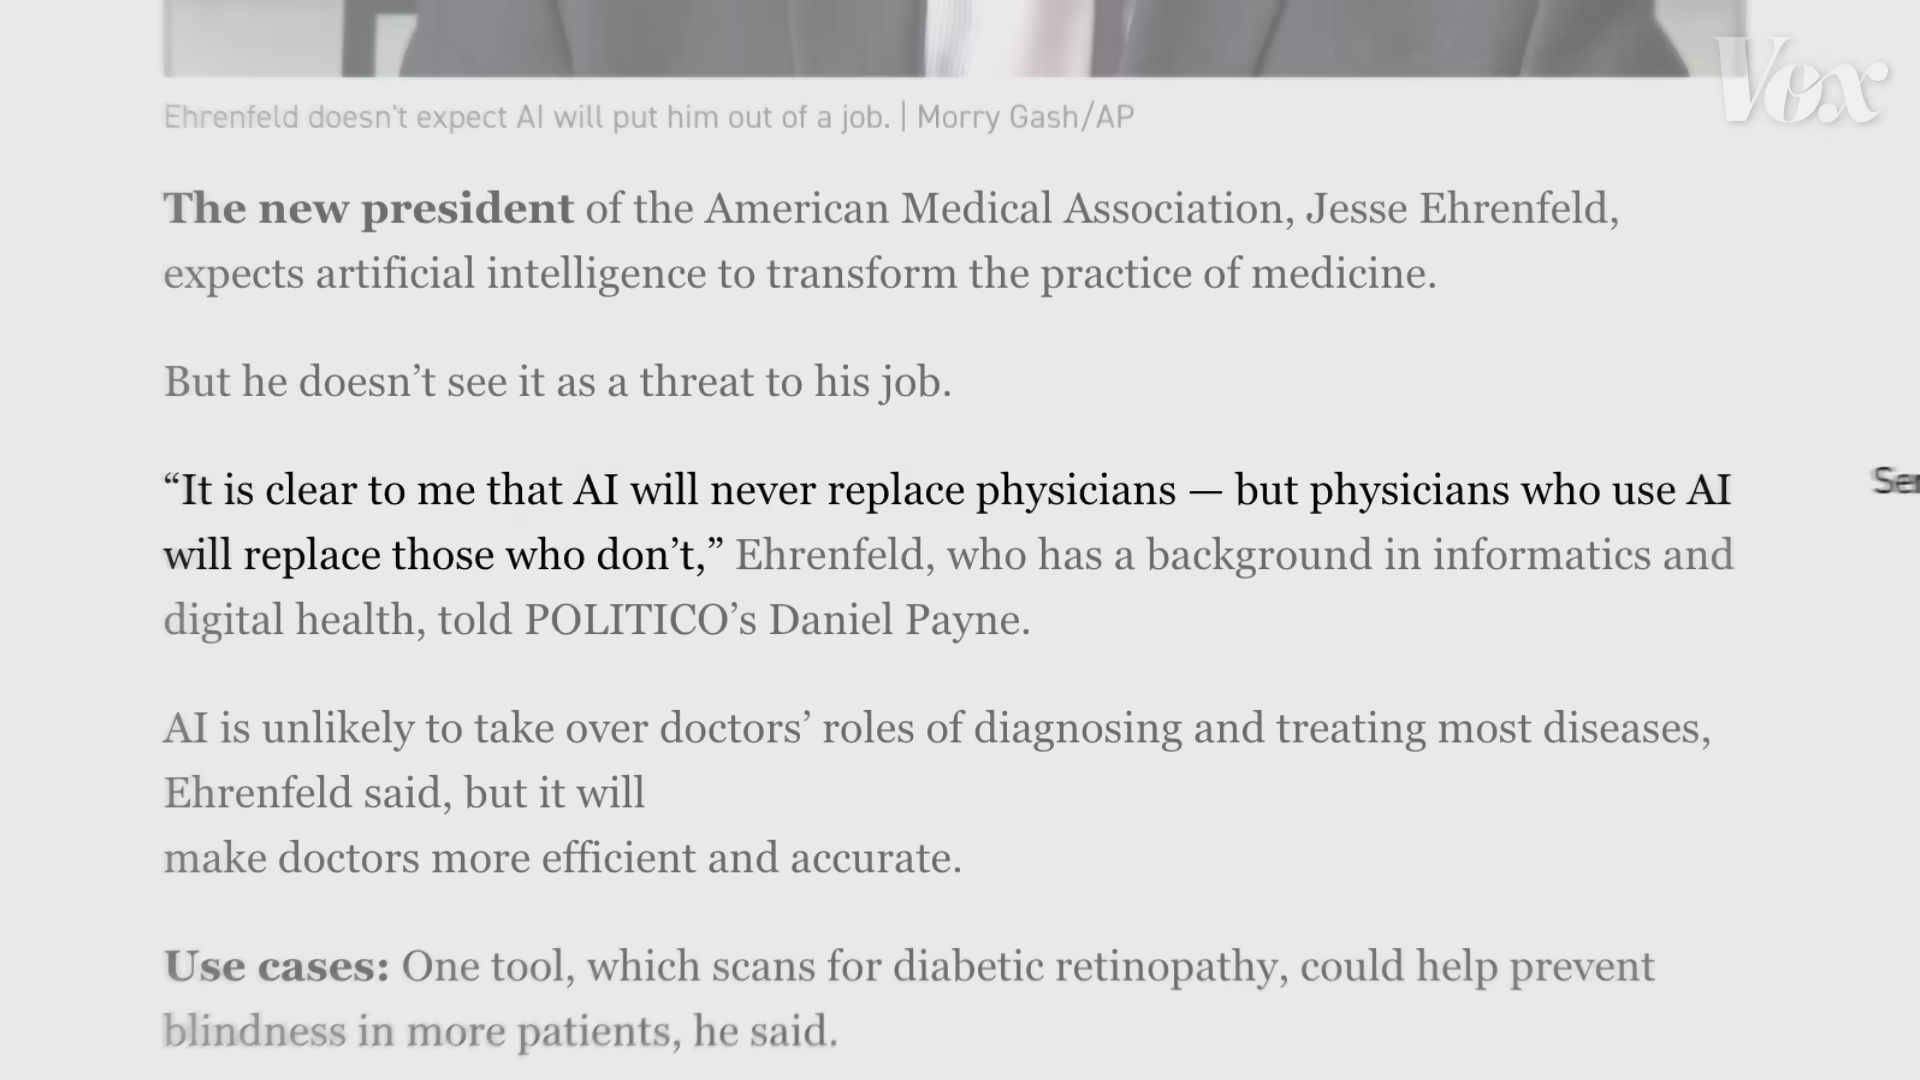 Vox
Ehrenfeld doesn't expect AI will put him out of a job. | Morry Gash/AP
The new president of the American Medical Association, Jesse Ehrenfeld,
expects artificial intelligence to transform the practice of medicine.
But he doesn’t see it as a threat to his job.
“It is clear to me that AI will never replace physicians — but physicians who use AI
will replace those who don’t,” Ehrenfeld, who has a background in informatics and
digital health, told POLITICO’s Daniel Payne.
AI is unlikely to take over doctors’ roles of diagnosing and treating most diseases,
Ehrenfeld said, but it will
make doctors more efficient and accurate.
Use cases: One tool, which scans for diabetic retinopathy, could help prevent
blindness in more patients, he said.